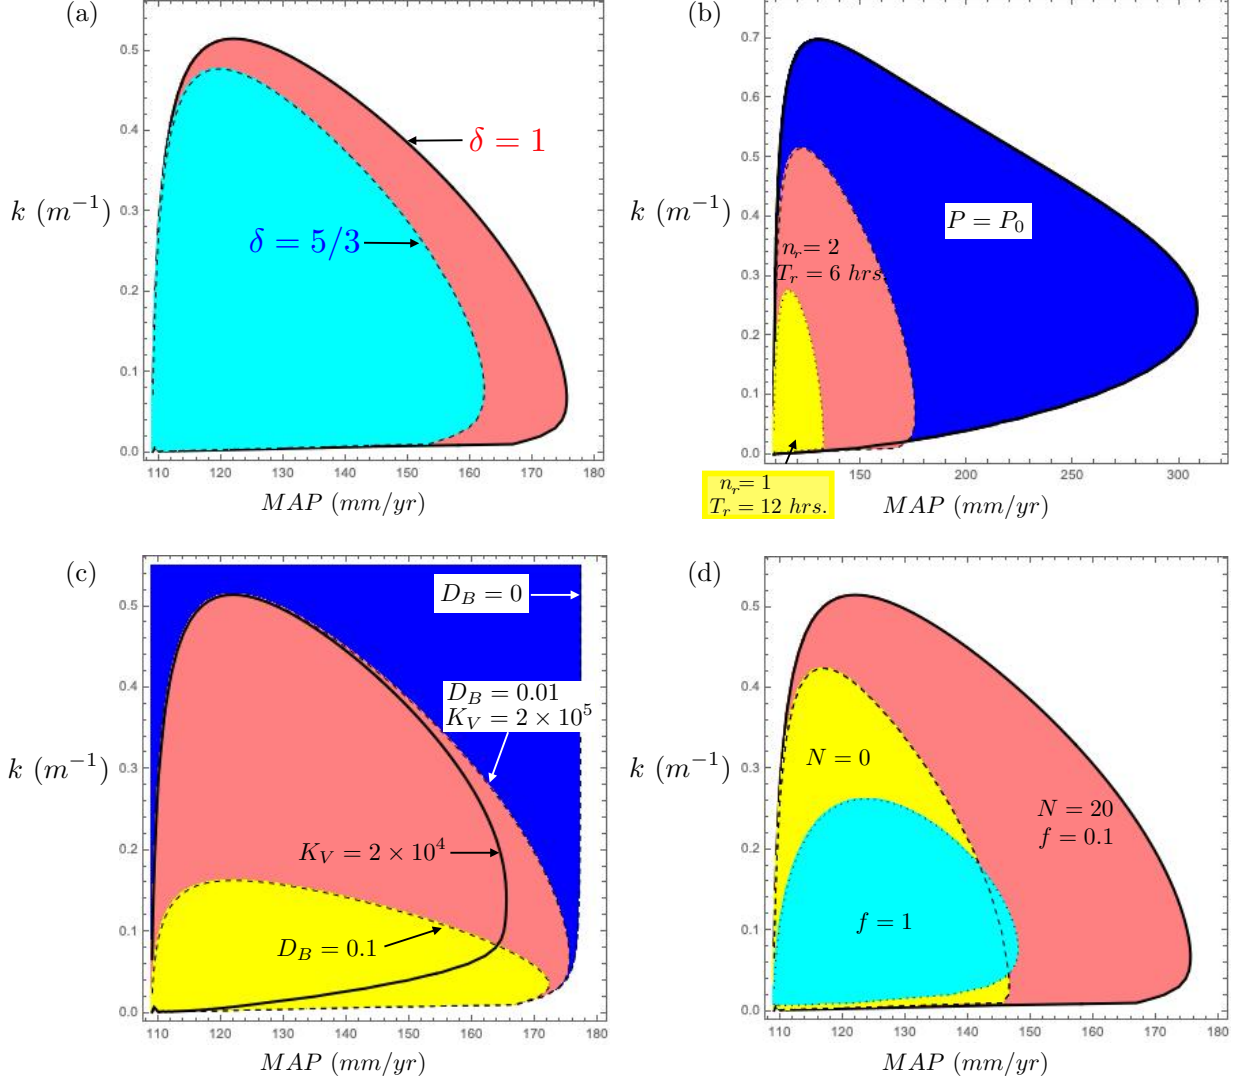 (a)
0.5
0.4
0.3
0.2
0.1
0.0
k (m⁻¹)
δ = 1
δ = 5/3
110 120 130 140 150 160 170 180
MAP (mm/yr)
(b)
0.7
0.6
0.5
0.4
0.3
0.2
0.1
0.0
k (m⁻¹)
P = P₀
nᵣ = 2
Tᵣ = 6 hrs
nᵣ = 1
Tᵣ = 12 hrs.
150 200 250 300
MAP (mm/yr)
(c)
0.5
0.4
0.3
0.2
0.1
0.0
k (m⁻¹)
D_B = 0
D_B = 0.01
K_V = 2 × 10⁵
K_V = 2 × 10⁴
D_B = 0.1
110 120 130 140 150 160 170 180
MAP (mm/yr)
(d)
0.5
0.4
0.3
0.2
0.1
0.0
k (m⁻¹)
N = 0
N = 20
f = 0.1
f = 1
110 120 130 140 150 160 170 180
MAP (mm/yr)